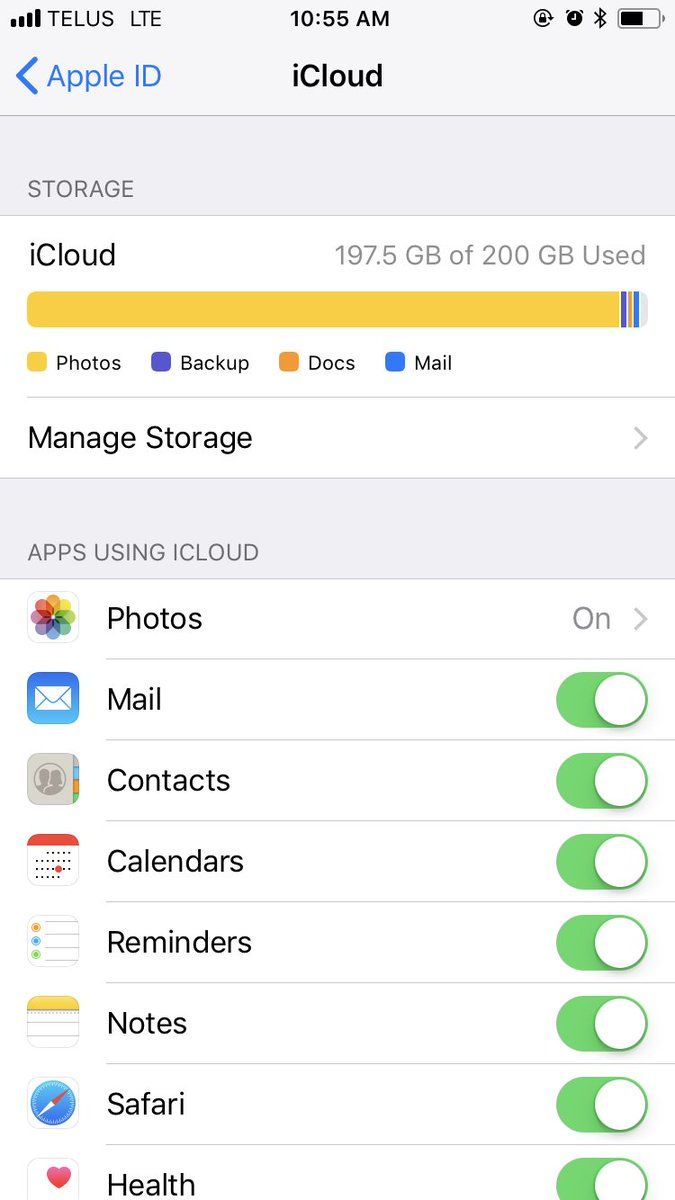 TELUS LTE 10:55 AM
Apple ID iCloud
STORAGE
iCloud 197.5 GB of 200 GB Used
Photos Backup Docs Mail
Manage Storage
APPS USING ICLOUD
Photos On
Mail
Contacts
Calendars
Reminders
Notes
Safari
Health